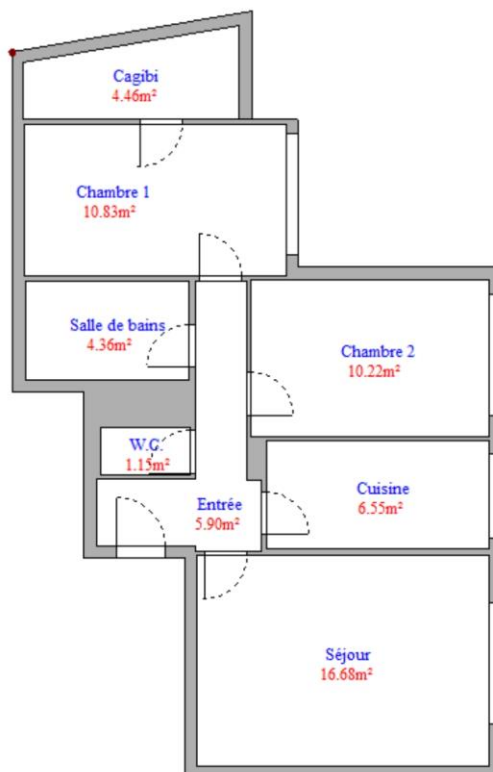 Cagibi
4.46m²
Chambre 1
10.83m²
Salle de bains
4.36m²
Chambre 2
10.22m²
W.C.
1.15m²
Cuisine
6.55m²
Entrée
5.90m²
Séjour
16.68m²